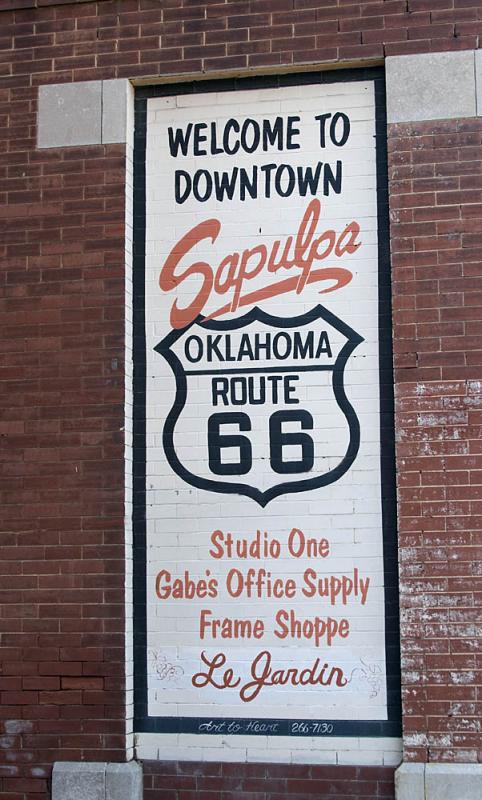 WELCOME TO
DOWNTOWN
Sapulpa
OKLAHOMA
ROUTE
66
Studio One
Gabe's Office Supply
Frame Shoppe
Le Jardin
Art to Heart 266-7130